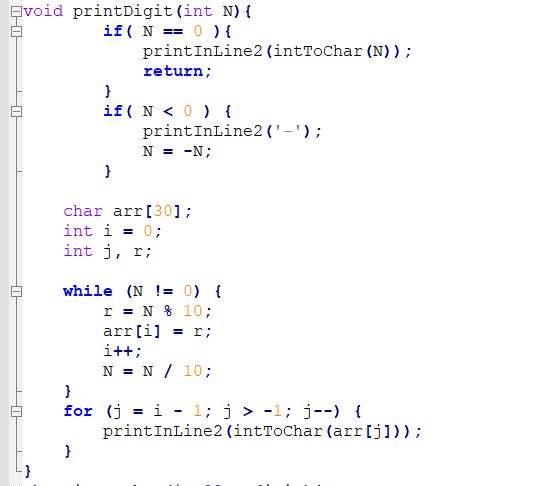 void printDigit(int N){
if( N == 0 ){
printInLine2(intToChar(N));
return;
}
if( N < 0 ) {
printInLine2('-');
N = -N;
}
char arr[30];
int i = 0;
int j, r;
while (N != 0) {
r = N % 10;
arr[i] = r;
i++;
N = N / 10;
}
for (j = i - 1; j > -1; j--) {
printInLine2(intToChar(arr[j]));
}
}